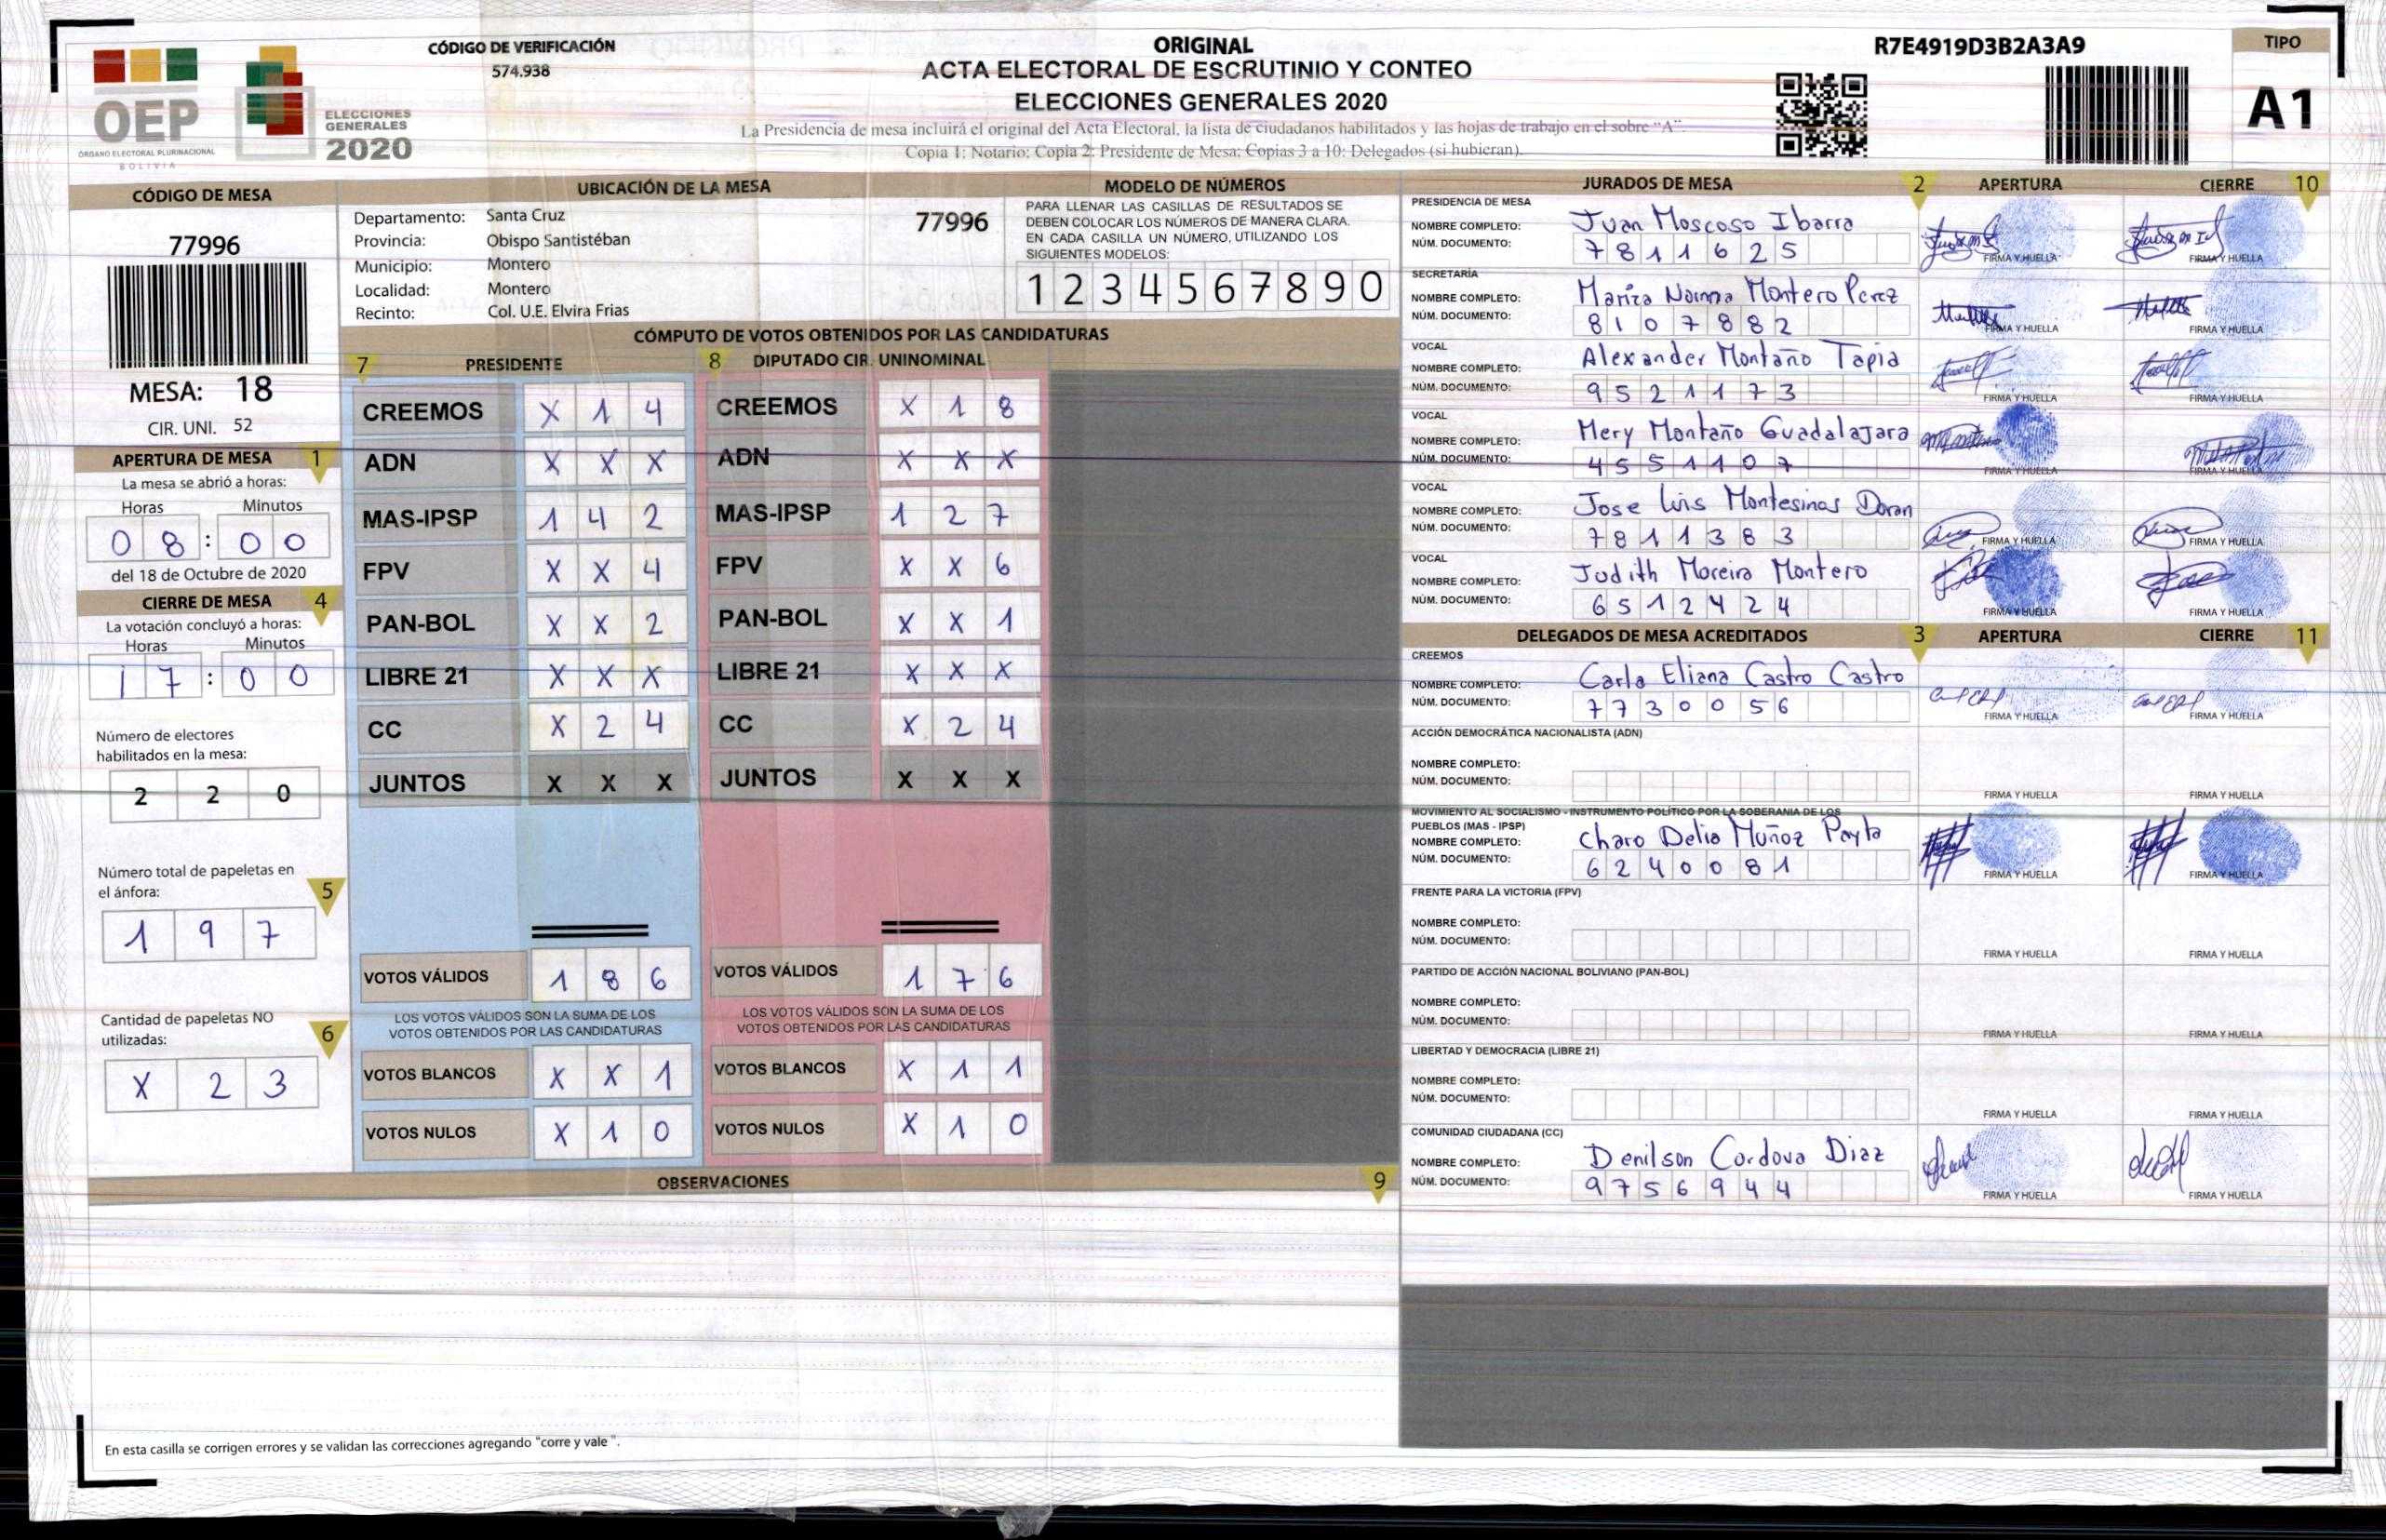 CÓDIGO DE VERIFICACIÓN
574.938
ORIGINAL
ACTA ELECTORAL DE ESCRUTINIO Y CONTEO
ELECCIONES GENERALES 2020
La Presidencia de mesa incluirá el original del Acta Electoral, la lista de ciudadanos habilitados y las hojas de trabajo en el sobre "A".
Copia 1: Notario; Copia 2: Presidente de Mesa; Copias 3 a 10: Delegados (si hubieran).
R7E4919D3B2A3A9
TIPO
A1
OEP
ÓRGANO ELECTORAL PLURINACIONAL
BOLIVIA
ELECCIONES
GENERALES
2020
CÓDIGO DE MESA
77996
MESA: 18
CIR. UNI. 52
APERTURA DE MESA 1
La mesa se abrió a horas:
Horas Minutos
08:00
del 18 de Octubre de 2020
CIERRE DE MESA 4
La votación concluyó a horas:
Horas Minutos
17:00
Número de electores
habilitados en la mesa:
2 2 0
Número total de papeletas en
el ánfora: 5
1 9 7
Cantidad de papeletas NO
utilizadas: 6
X 2 3
UBICACIÓN DE LA MESA
Departamento: Santa Cruz
77996
Provincia: Obispo Santistéban
Municipio: Montero
Localidad: Montero
Recinto: Col. U.E. Elvira Frias
MODELO DE NÚMEROS
PARA LLENAR LAS CASILLAS DE RESULTADOS SE
DEBEN COLOCAR LOS NÚMEROS DE MANERA CLARA.
EN CADA CASILLA UN NÚMERO, UTILIZANDO LOS
SIGUIENTES MODELOS:
1 2 3 4 5 6 7 8 9 0
CÓMPUTO DE VOTOS OBTENIDOS POR LAS CANDIDATURAS
7 PRESIDENTE
CREEMOS X 1 4
ADN X X X
MAS-IPSP 1 4 2
FPV X X 4
PAN-BOL X X 2
LIBRE 21 X X X
CC X 2 4
JUNTOS X X X
VOTOS VÁLIDOS 1 8 6
LOS VOTOS VÁLIDOS SON LA SUMA DE LOS
VOTOS OBTENIDOS POR LAS CANDIDATURAS
VOTOS BLANCOS X X 1
VOTOS NULOS X 1 0
8 DIPUTADO CIR. UNINOMINAL
CREEMOS X 1 8
ADN X X X
MAS-IPSP 1 2 7
FPV X X 6
PAN-BOL X X 1
LIBRE 21 X X X
CC X 2 4
JUNTOS X X X
VOTOS VÁLIDOS 1 7 6
LOS VOTOS VÁLIDOS SON LA SUMA DE LOS
VOTOS OBTENIDOS POR LAS CANDIDATURAS
VOTOS BLANCOS X 1 1
VOTOS NULOS X 1 0
OBSERVACIONES 9
En esta casilla se corrigen errores y se validan las correcciones agregando "corre y vale ".
JURADOS DE MESA 2 APERTURA CIERRE 10
PRESIDENCIA DE MESA
NOMBRE COMPLETO: Juan Moscoso Ibarra
NÚM. DOCUMENTO: 7811625
FIRMA Y HUELLA FIRMA Y HUELLA
SECRETARÍA
NOMBRE COMPLETO: Mariza Norma Montero Perez
NÚM. DOCUMENTO: 8107882
FIRMA Y HUELLA FIRMA Y HUELLA
VOCAL
NOMBRE COMPLETO: Alexander Montaño Tapia
NÚM. DOCUMENTO: 9521173
FIRMA Y HUELLA FIRMA Y HUELLA
VOCAL
NOMBRE COMPLETO: Mery Montaño Guadalajara
NÚM. DOCUMENTO: 4551107
FIRMA Y HUELLA FIRMA Y HUELLA
VOCAL
NOMBRE COMPLETO: Jose Luis Montesinos Doran
NÚM. DOCUMENTO: 7811383
FIRMA Y HUELLA FIRMA Y HUELLA
VOCAL
NOMBRE COMPLETO: Judith Moreira Montero
NÚM. DOCUMENTO: 6512424
FIRMA Y HUELLA FIRMA Y HUELLA
DELEGADOS DE MESA ACREDITADOS 3 APERTURA CIERRE 11
CREEMOS
NOMBRE COMPLETO: Carla Eliana Castro Castro
NÚM. DOCUMENTO: 7730056
FIRMA Y HUELLA FIRMA Y HUELLA
ACCIÓN DEMOCRÁTICA NACIONALISTA (ADN)
NOMBRE COMPLETO:
NÚM. DOCUMENTO:
FIRMA Y HUELLA FIRMA Y HUELLA
MOVIMIENTO AL SOCIALISMO - INSTRUMENTO POLÍTICO POR LA SOBERANIA DE LOS
PUEBLOS (MAS - IPSP)
NOMBRE COMPLETO: Charo Delia Muñoz Payta
NÚM. DOCUMENTO: 6240081
FIRMA Y HUELLA FIRMA Y HUELLA
FRENTE PARA LA VICTORIA (FPV)
NOMBRE COMPLETO:
NÚM. DOCUMENTO:
FIRMA Y HUELLA FIRMA Y HUELLA
PARTIDO DE ACCIÓN NACIONAL BOLIVIANO (PAN-BOL)
NOMBRE COMPLETO:
NÚM. DOCUMENTO:
FIRMA Y HUELLA FIRMA Y HUELLA
LIBERTAD Y DEMOCRACIA (LIBRE 21)
NOMBRE COMPLETO:
NÚM. DOCUMENTO:
FIRMA Y HUELLA FIRMA Y HUELLA
COMUNIDAD CIUDADANA (CC)
NOMBRE COMPLETO: Denilson Cordova Diaz
NÚM. DOCUMENTO: 9756944
FIRMA Y HUELLA FIRMA Y HUELLA